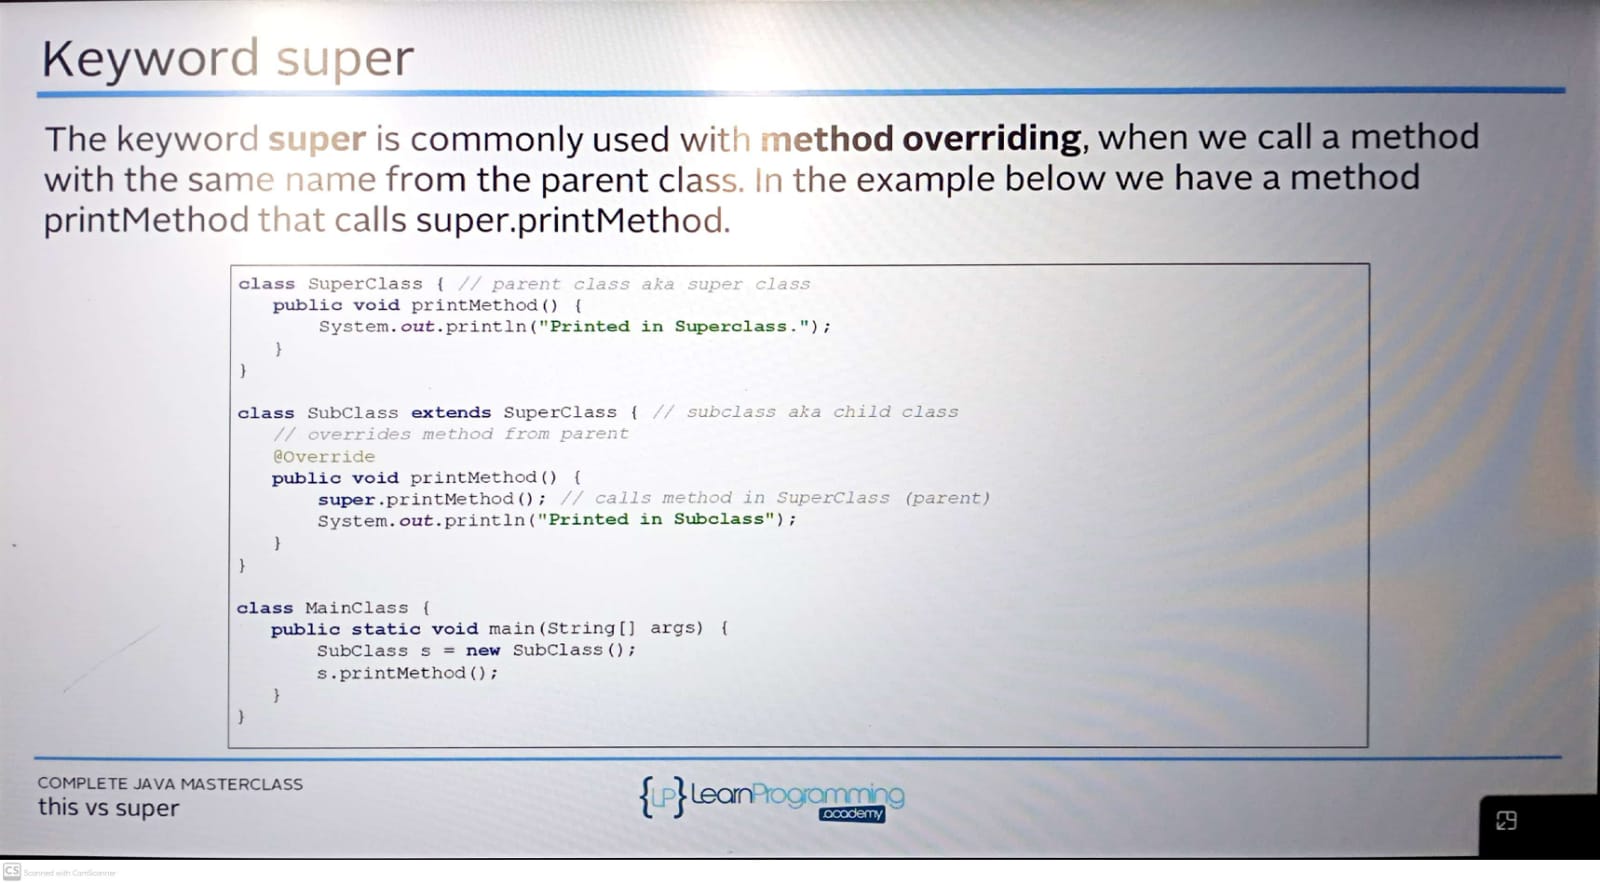 Keyword super
The keyword super is commonly used with method overriding, when we call a method
with the same name from the parent class. In the example below we have a method
printMethod that calls super.printMethod.
class SuperClass { // parent class aka super class
public void printMethod() {
System.out.println("Printed in Superclass.");
}
}
class SubClass extends SuperClass { // subclass aka child class
// overrides method from parent
@Override
public void printMethod() {
super.printMethod(); // calls method in SuperClass (parent)
System.out.println("Printed in Subclass");
}
}
class MainClass {
public static void main(String[] args) {
SubClass s = new SubClass();
s.printMethod();
}
}
COMPLETE JAVA MASTERCLASS
this vs super
{LP} LearnProgramming
.academy
CS Scanned with CamScanner